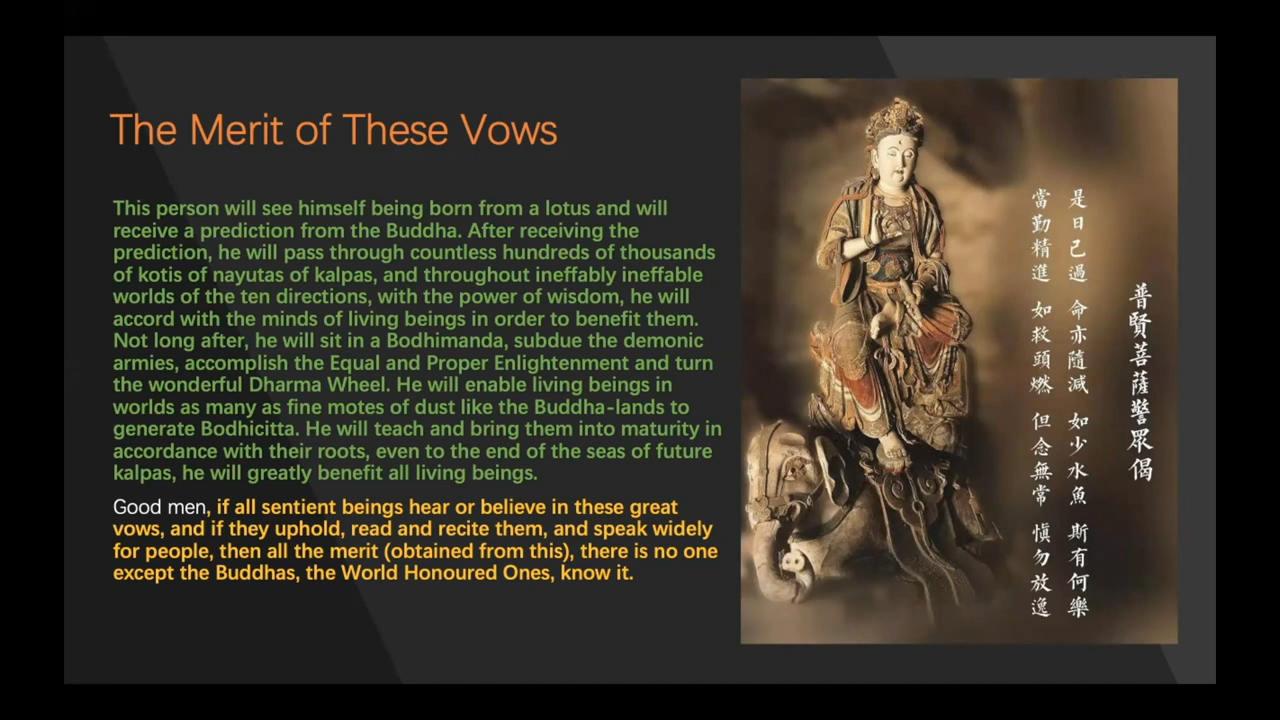 The Merit of These Vows
This person will see himself being born from a lotus and will
receive a prediction from the Buddha. After receiving the
prediction, he will pass through countless hundreds of thousands
of kotis of nayutas of kalpas, and throughout ineffably ineffable
worlds of the ten directions, with the power of wisdom, he will
accord with the minds of living beings in order to benefit them.
Not long after, he will sit in a Bodhimanda, subdue the demonic
armies, accomplish the Equal and Proper Enlightenment and turn
the wonderful Dharma Wheel. He will enable living beings in
worlds as many as fine motes of dust like the Buddha-lands to
generate Bodhicitta. He will teach and bring them into maturity in
accordance with their roots, even to the end of the seas of future
kalpas, he will greatly benefit all living beings.
Good men, if all sentient beings hear or believe in these great
vows, and if they uphold, read and recite them, and speak widely
for people, then all the merit (obtained from this), there is no one
except the Buddhas, the World Honoured Ones, know it.
普賢菩薩警眾偈
是日已過 命亦隨減 如少水魚 斯有何樂
當勤精進 如救頭燃 但念無常 慎勿放逸